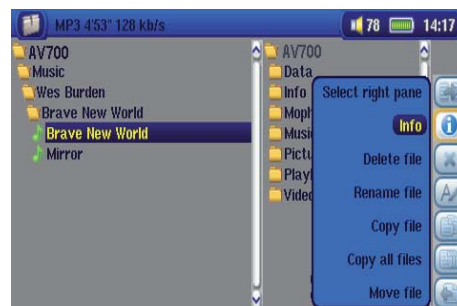 MP3 4'53" 128 kb/s 78 14:17
AV700
Music
Wes Burden
Brave New World
Brave New World
Mirror
AV700
Data
Info
Moph
Musi
Pictu
Playl
Video
Select right pane
Info
Delete file
Rename file
Copy file
Copy all files
Move file